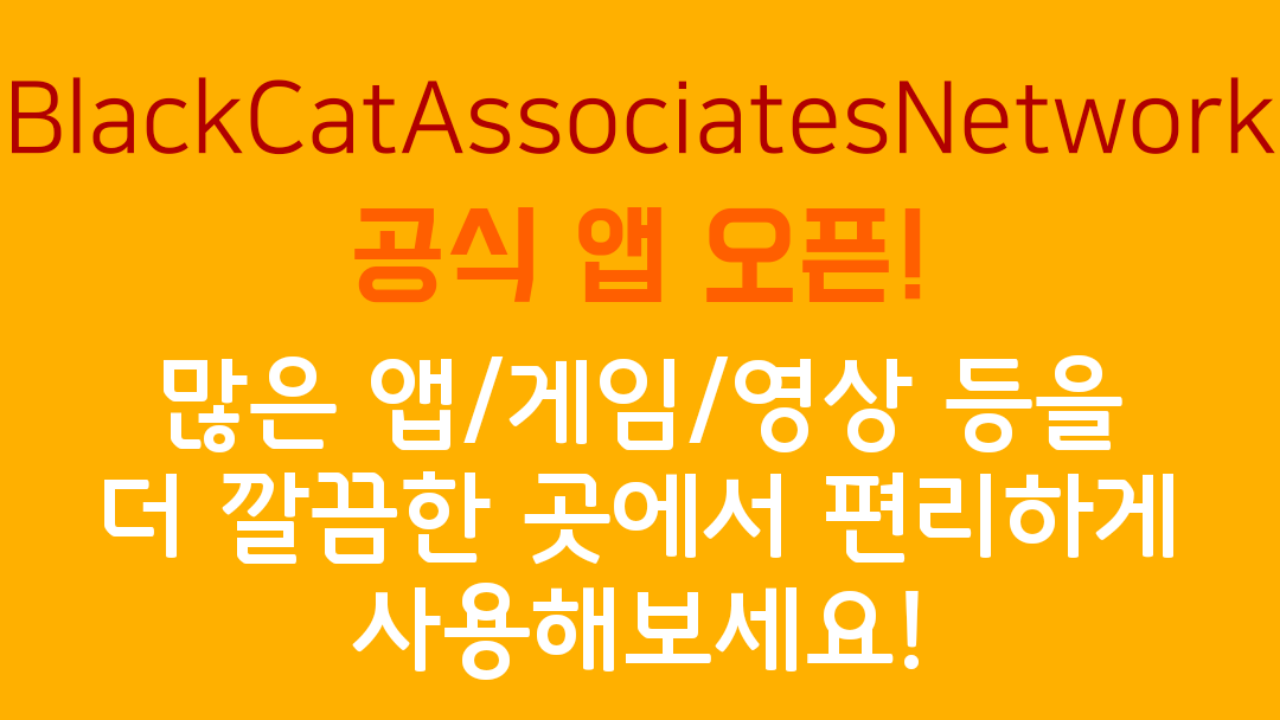 BlackCatAssociatesNetwork
공식 앱 오픈!
많은 앱/게임/영상 등을
더 깔끔한 곳에서 편리하게
사용해보세요!